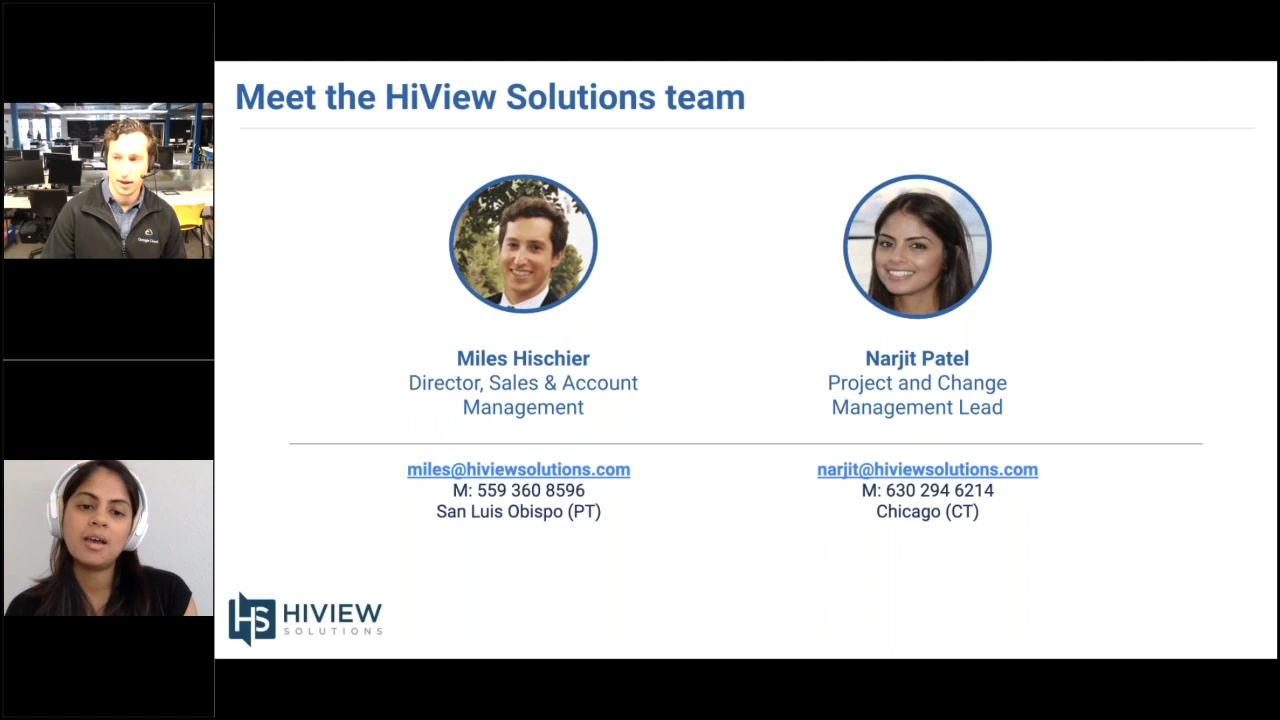 Meet the HiView Solutions team
Google Cloud
Miles Hischier
Director, Sales & Account
Management
miles@hiviewsolutions.com
M: 559 360 8596
San Luis Obispo (PT)
Narjit Patel
Project and Change
Management Lead
narjit@hiviewsolutions.com
M: 630 294 6214
Chicago (CT)
HS
HIVIEW
SOLUTIONS